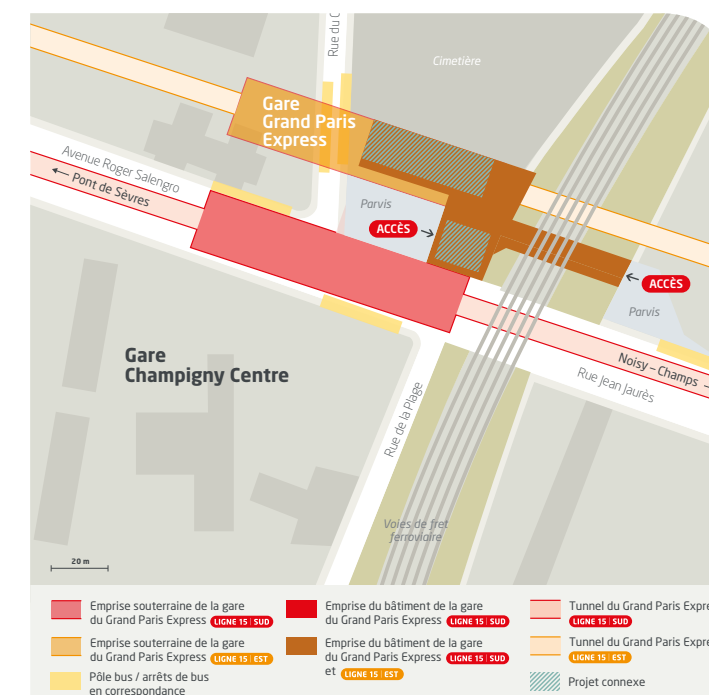 Rue du C
Cimetière
Gare
Grand Paris
Express
Avenue Roger Salengro
← Pont de Sèvres
Parvis
ACCÈS →
← ACCÈS
Parvis
Gare
Champigny Centre
Noisy – Champs –
Rue Jean Jaurès
Rue de la Plage
Voies de fret
ferroviaire
20 m
Emprise souterraine de la gare
du Grand Paris Express LIGNE 15 | SUD
Emprise souterraine de la gare
du Grand Paris Express LIGNE 15 | EST
Pôle bus / arrêts de bus
en correspondance
Emprise du bâtiment de la gare
du Grand Paris Express LIGNE 15 | SUD
Emprise du bâtiment de la gare
du Grand Paris Express LIGNE 15 | SUD
et LIGNE 15 | EST
Tunnel du Grand Paris Expre
LIGNE 15 | SUD
Tunnel du Grand Paris Expre
LIGNE 15 | EST
Projet connexe